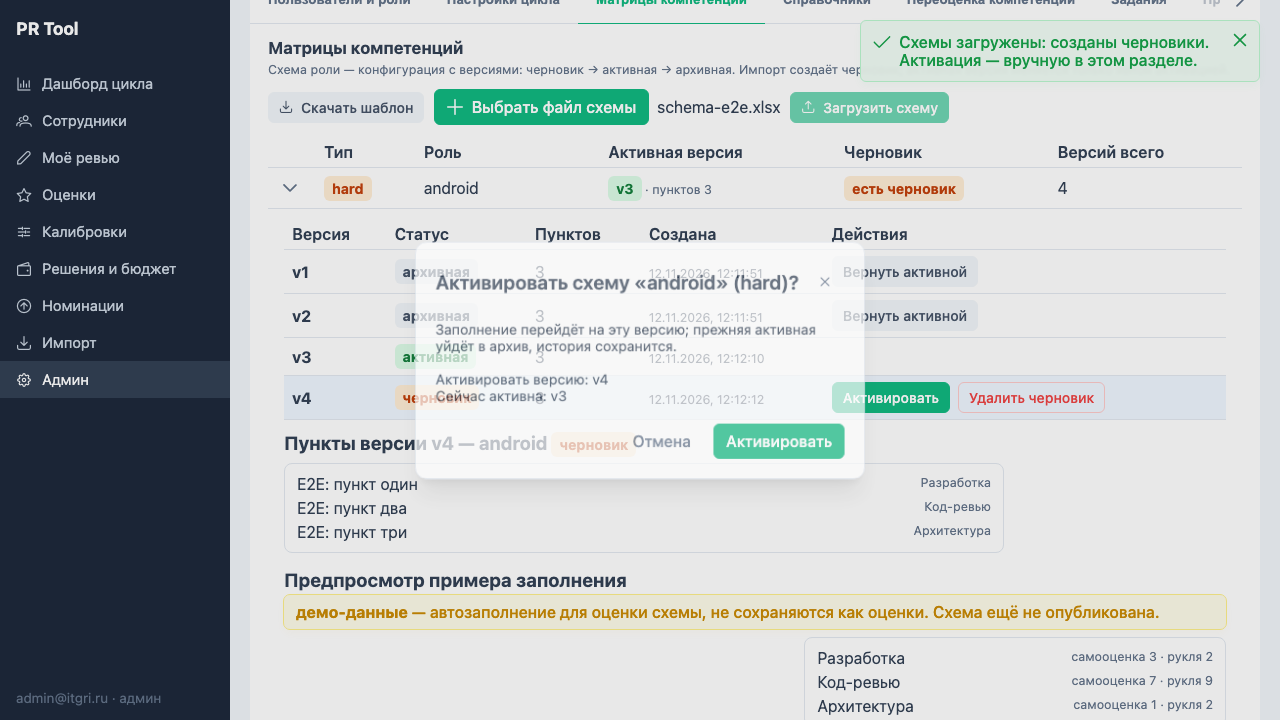 PR Tool
Дашборд цикла
Сотрудники
Моё ревью
Оценки
Калибровки
Решения и бюджет
Номинации
Импорт
Админ
admin@itgri.ru · админ
Пользователи и роли
Настройки цикла
Матрицы компетенций
Справочники
Переоценка компетенций
Задания
Схемы загружены: созданы черновики.
Активация — вручную в этом разделе.
Матрицы компетенций
Схема роли — конфигурация с версиями: черновик → активная → архивная. Импорт создаёт
Скачать шаблон
Выбрать файл схемы
schema-e2e.xlsx
Загрузить схему
Тип Роль Активная версия Черновик Версий всего
hard android v3 · пунктов 3 есть черновик 4
Версия Статус Пунктов Создана Действия
v1 архивная 3 12.11.2026, 12:11:51 Вернуть активной
v2 архивная 3 12.11.2026, 12:11:51 Вернуть активной
v3 активная 3 12.11.2026, 12:12:10
v4 черновик 3 12.11.2026, 12:12:12 Активировать Удалить черновик
Активировать схему «android» (hard)?
Заполнение перейдёт на эту версию; прежняя активная
уйдёт в архив, история сохранится.
Активировать версию: v4
Сейчас активна: v3
Отмена
Активировать
Пункты версии v4 — android черновик
E2E: пункт один Разработка
E2E: пункт два Код-ревью
E2E: пункт три Архитектура
Предпросмотр примера заполнения
демо-данные — автозаполнение для оценки схемы, не сохраняются как оценки. Схема ещё не опубликована.
Разработка самооценка 3 · рукля 2
Код-ревью самооценка 7 · рукля 9
Архитектура самооценка 1 · рукля 2